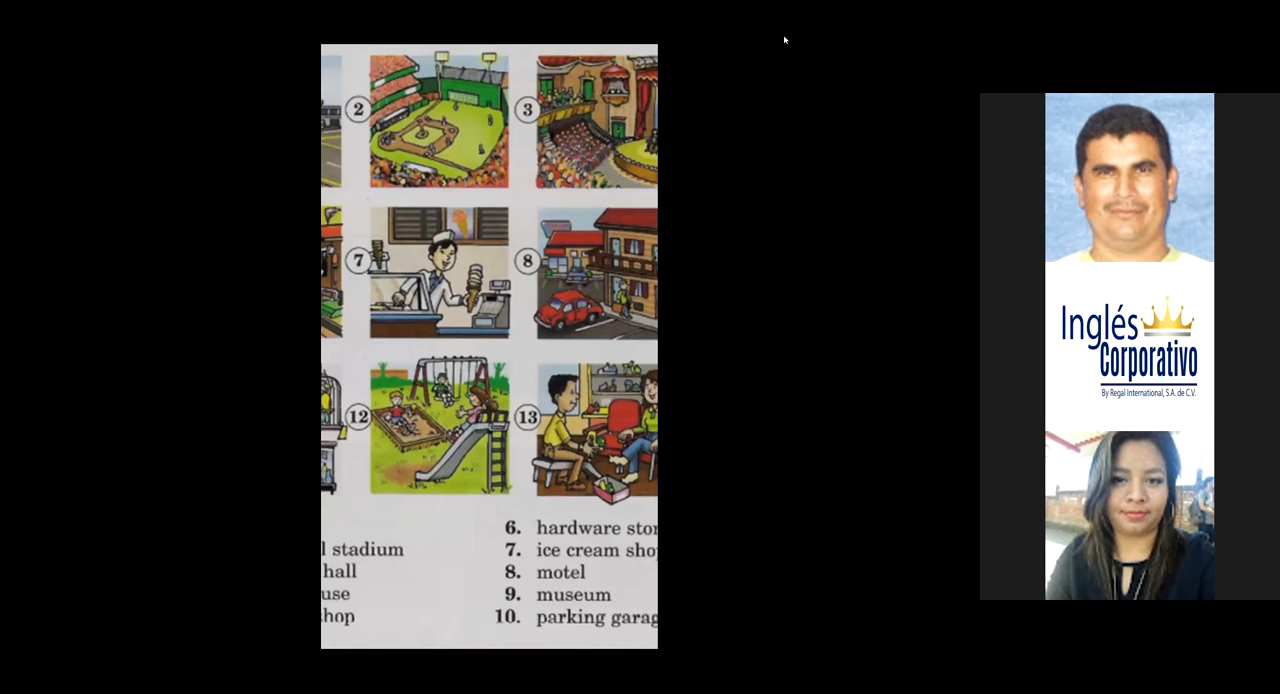 2
3
7
8
12
13
l stadium
hall
use
hop
6. hardware stor
7. ice cream sho
8. motel
9. museum
10. parking garag
Inglés
Corporativo
By Regal International, S.A. de C.V.